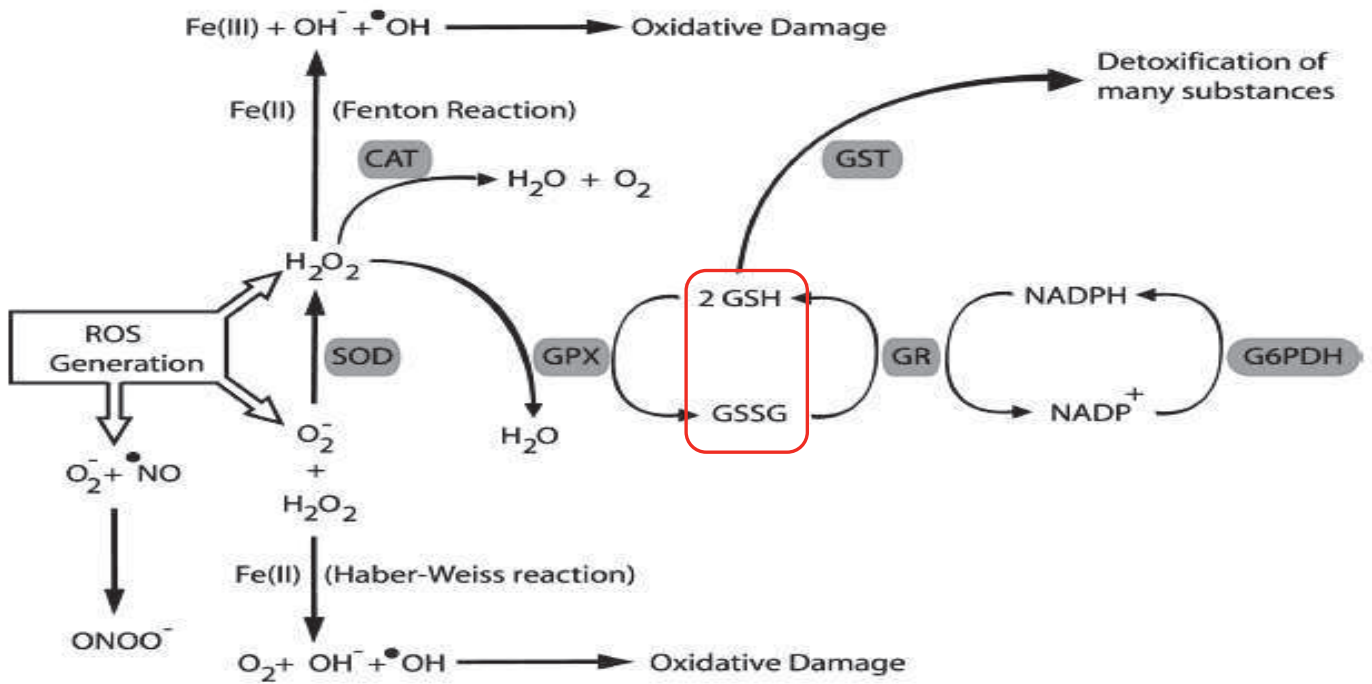 Fe(III) + OH⁻ + •OH
Oxidative Damage
Detoxification of
many substances
Fe(II)
(Fenton Reaction)
CAT
GST
H₂O + O₂
H₂O₂
2 GSH
NADPH
ROS
Generation
SOD
GPX
GR
G6PDH
GSSG
NADP⁺
O₂⁻
H₂O
O₂⁻ + •NO
+
H₂O₂
Fe(II)
(Haber-Weiss reaction)
ONOO⁻
O₂ + OH⁻ + •OH
Oxidative Damage